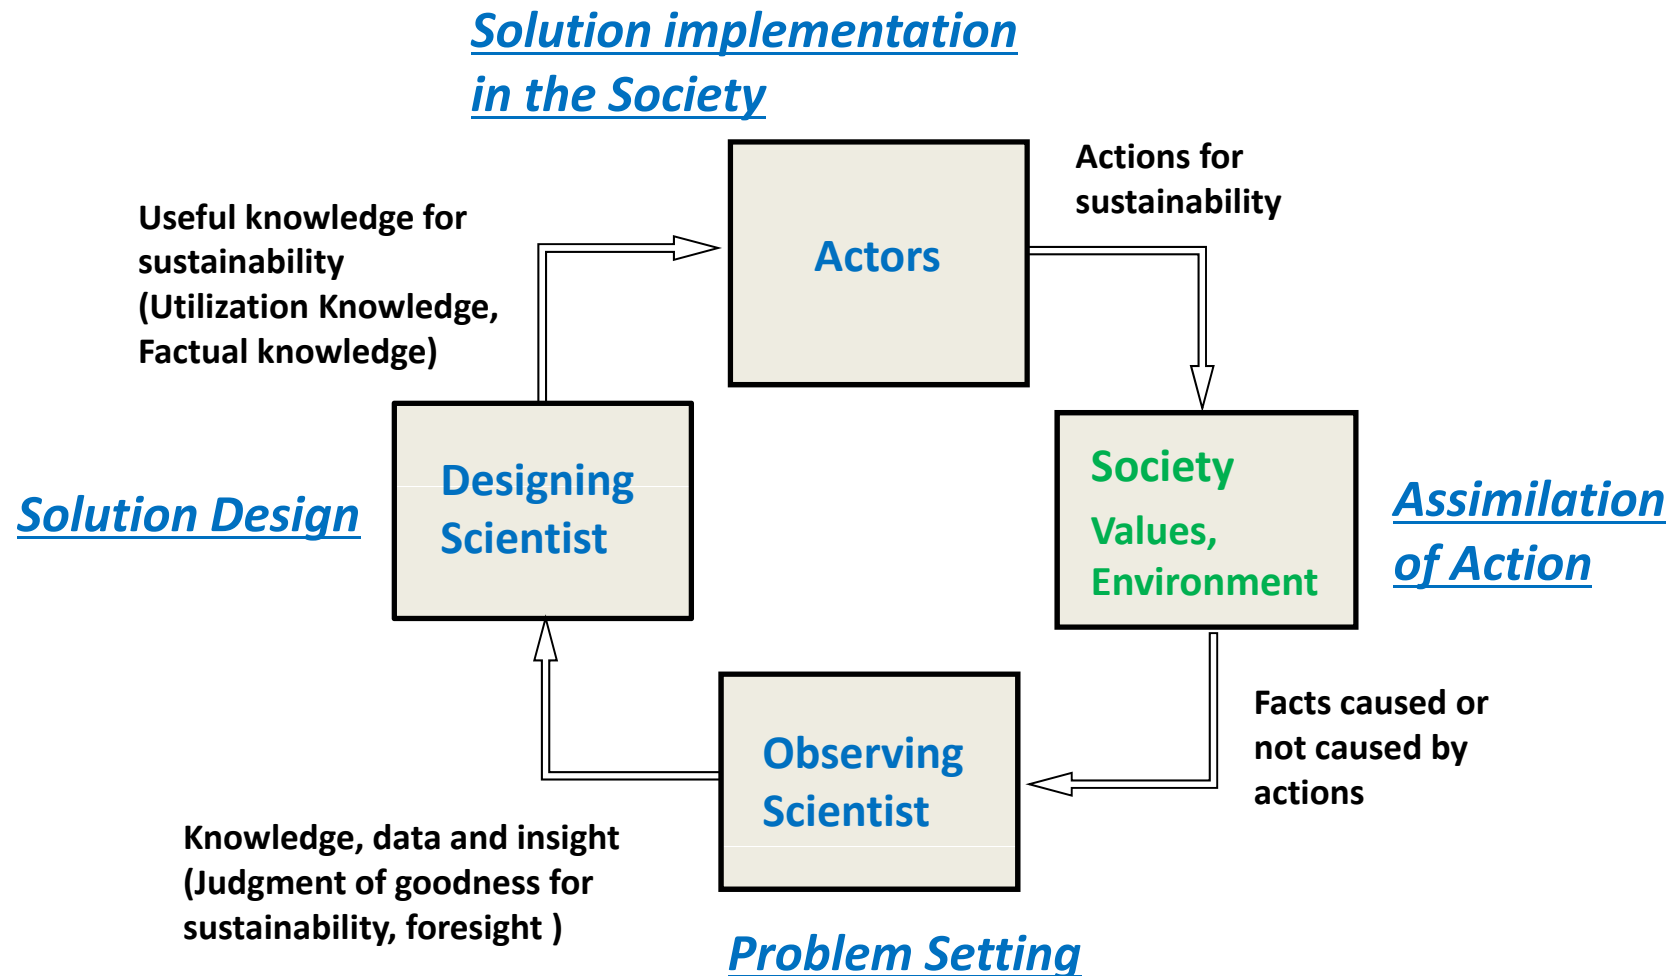 Solution implementation
in the Society
Actions for
sustainability
Useful knowledge for
sustainability
(Utilization Knowledge,
Factual knowledge)
Actors
Designing
Scientist
Solution Design
Society
Values,
Environment
Assimilation
of Action
Observing
Scientist
Facts caused or
not caused by
actions
Knowledge, data and insight
(Judgment of goodness for
sustainability, foresight )
Problem Setting